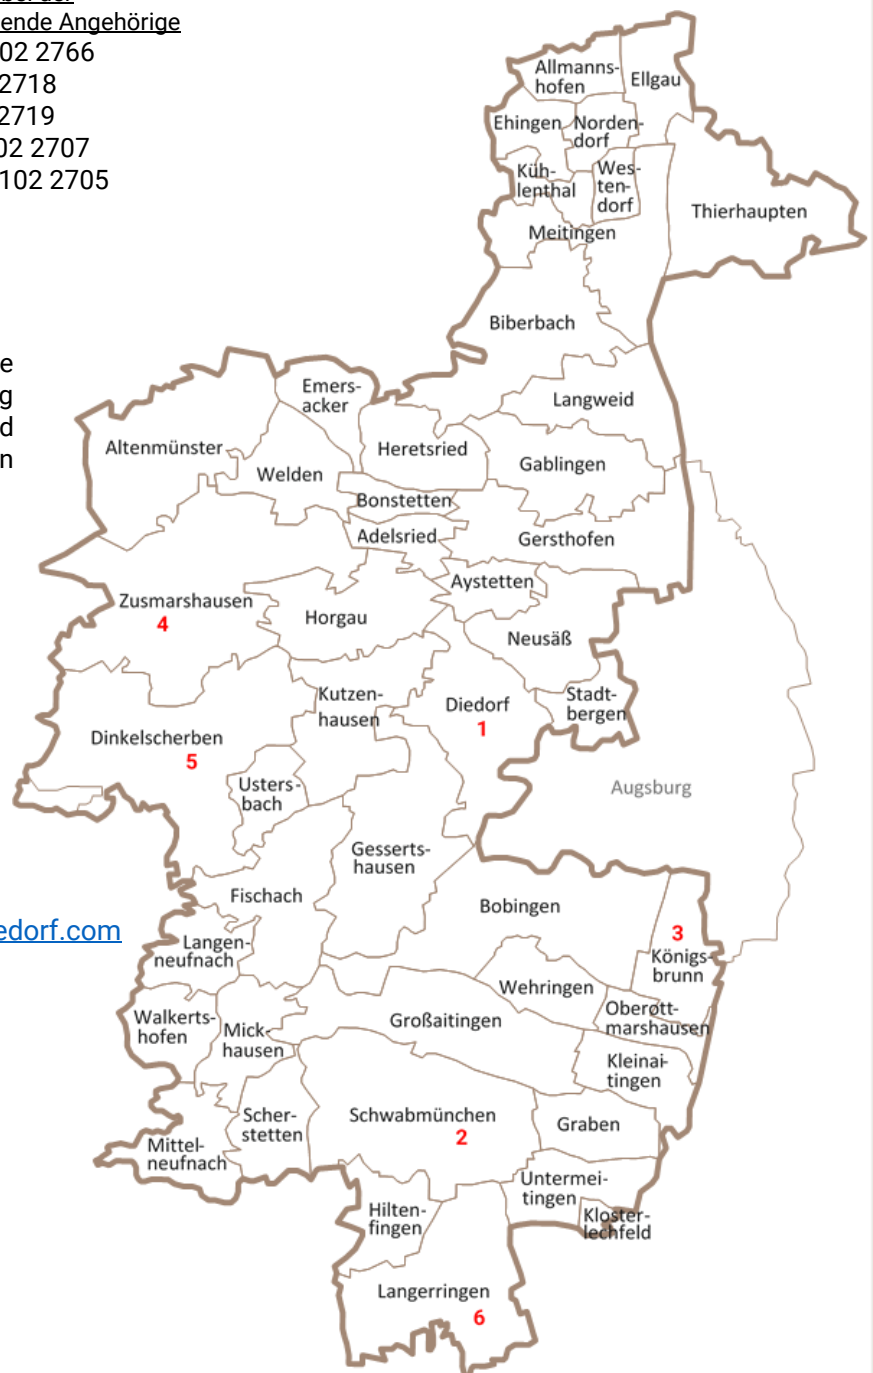 ende Angehörige
02 2766
2718
2719
02 2707
102 2705
e
g
d
n
edorf.com
Allmanns-
hofen
Ellgau
Ehingen
Norden-
dorf
Küh-
lenthal
Wes-
ten-
dorf
Thierhaupten
Meitingen
Biberbach
Emers-
acker
Langweid
Altenmünster
Heretsried
Welden
Gablingen
Bonstetten
Adelsried
Gersthofen
Aystetten
Zusmarshausen
4
Horgau
Neusäß
Kutzen-
hausen
Diedorf
1
Stadt-
bergen
Dinkelscherben
5
Usters-
bach
Augsburg
Gesserts-
hausen
Fischach
Bobingen
3
Königs-
brunn
Langen-
neufnach
Wehringen
Walkerts-
hofen
Mick-
hausen
Großaitingen
Oberott-
marshausen
Kleinai-
tingen
Scher-
stetten
Schwabmünchen
2
Graben
Mittel-
neufnach
Untermei-
tingen
Hilten-
fingen
Kloster-
lechfeld
Langerringen
6